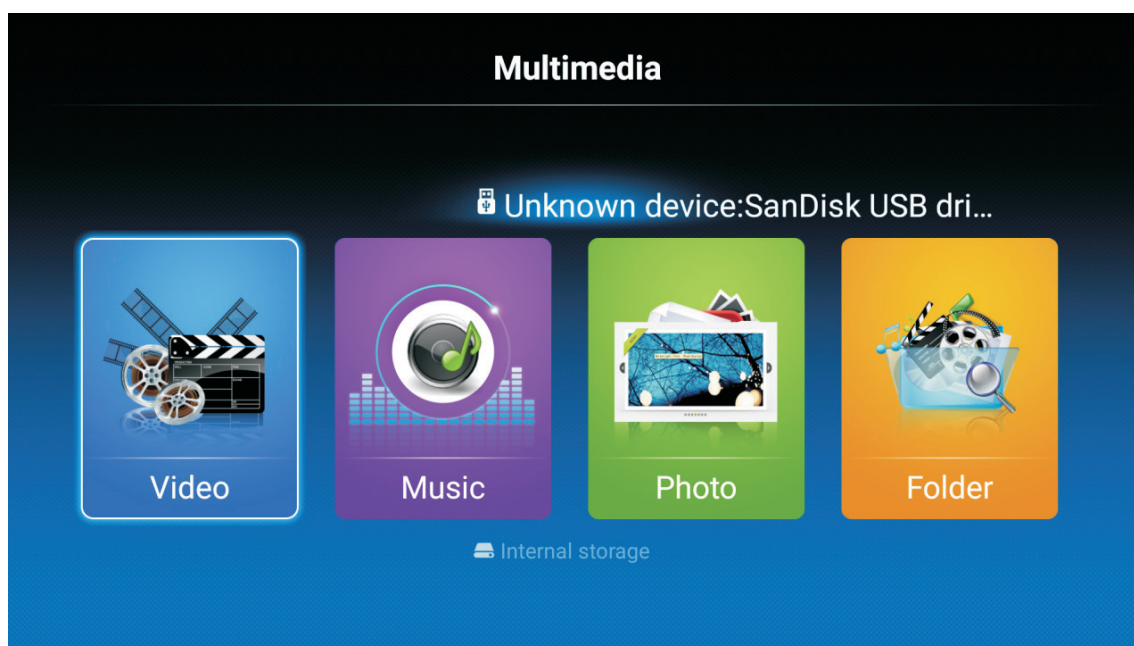 Multimedia
Unknown device:SanDisk USB dri...
Video
Music
Photo
Folder
Internal storage